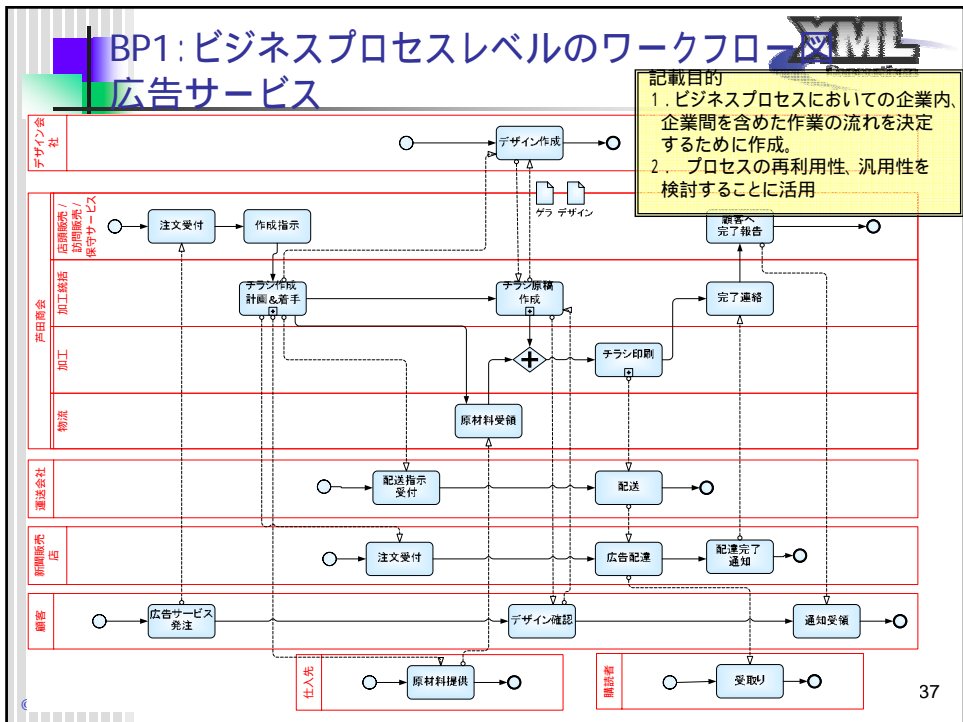 BP1:ビジネスプロセスレベルのワークフロー図
広告サービス
XML
記載目的
1.ビジネスプロセスにおいての企業内、
企業間を含めた作業の流れを決定
するために作成。
2. プロセスの再利用性、汎用性を
検討することに活用
デザイン会
社
デザイン作成
ゲラ デザイン
芦田商会
店頭販売/
訪問販売/
保守サービス
注文受付
作成指示
顧客へ
完了報告
加工統括
チラシ作成
計画&着手
チラシ原稿
作成
完了連絡
加工
チラシ印刷
物流
原材料受領
運送会社
配送指示
受付
配送
新聞販売
店
注文受付
広告配達
配達完了
通知
顧客
広告サービス
発注
デザイン確認
通知受領
仕入先
原材料提供
購読者
受取り
©
37